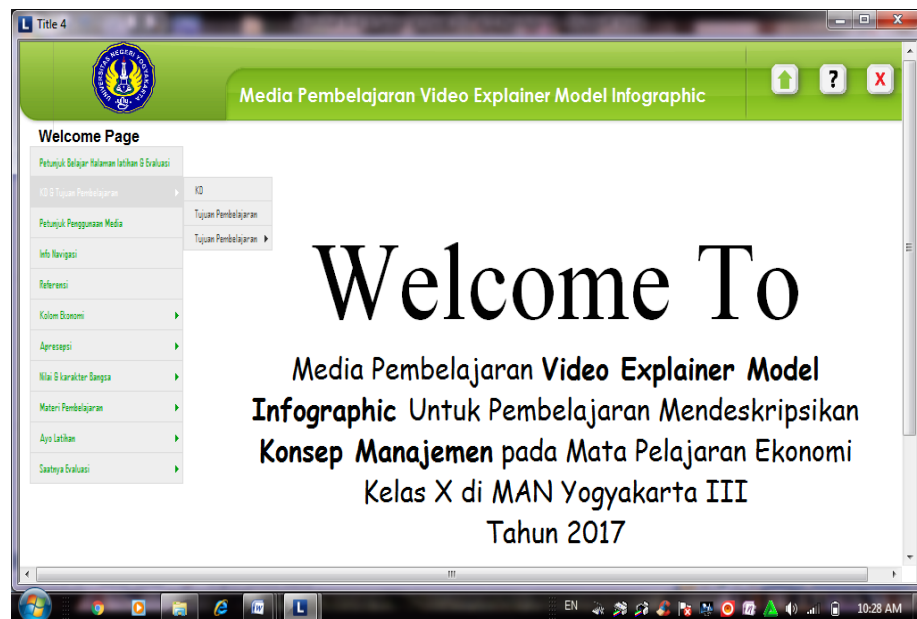 Title 4
UNIVERSITAS NEGERI YOGYAKARTA
Media Pembelajaran Video Explainer Model Infographic
?
X
Welcome Page
Petunjuk Belajar Halaman latihan & Evaluasi
KD & Tujuan Pembelajaran
KD
Tujuan Pembelajaran
Tujuan Pembelajaran
Petunjuk Penggunaan Media
Info Navigasi
Referensi
Kolom Ekonomi
Apresepsi
Nilai & karakter Bangsa
Materi Pembelajaran
Ayo Latihan
Saatnya Evaluasi
Welcome To
Media Pembelajaran Video Explainer Model
Infographic Untuk Pembelajaran Mendeskripsikan
Konsep Manajemen pada Mata Pelajaran Ekonomi
Kelas X di MAN Yogyakarta III
Tahun 2017
EN
10:28 AM